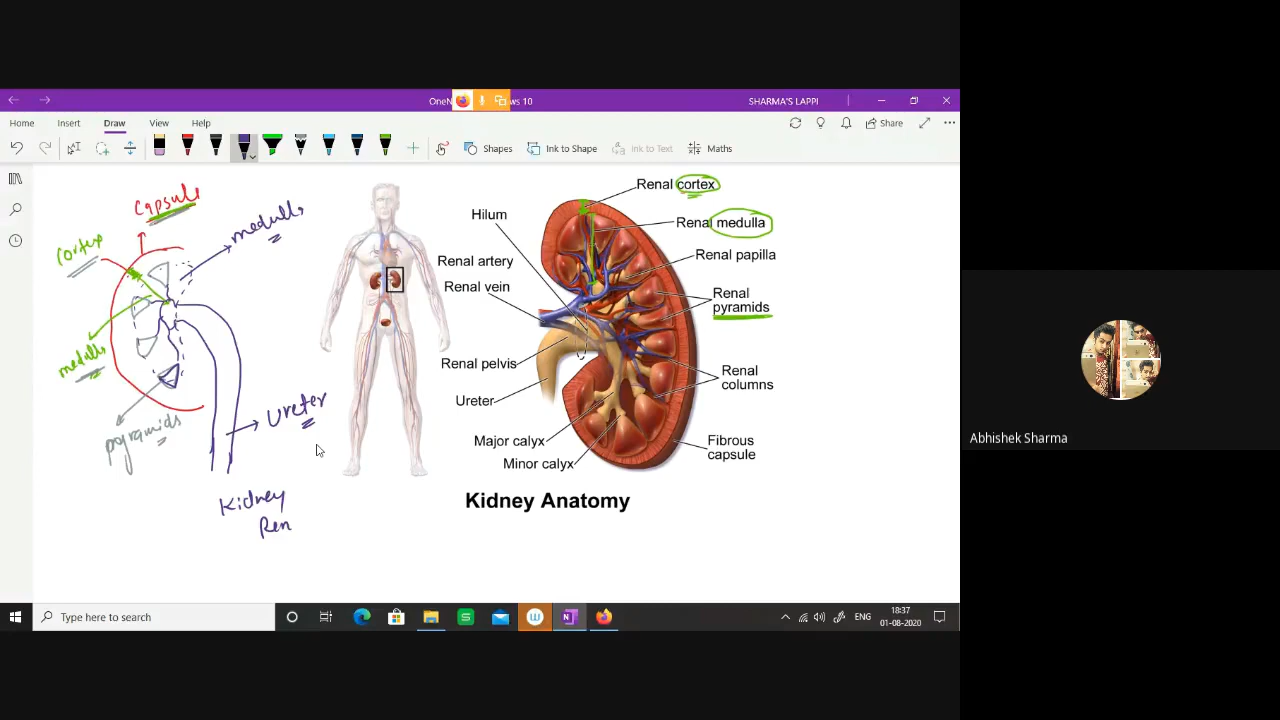 OneN
ws 10
SHARMA'S LAPPI
Home
Insert
Draw
View
Help
Share
Shapes
Ink to Shape
Ink to Text
Maths
Capsule
Cortex
medulla
medulla
pyramids
Ureter
Kidney
Ren
Renal cortex
Hilum
Renal medulla
Renal artery
Renal papilla
Renal vein
Renal
pyramids
Renal pelvis
Renal
columns
Ureter
Major calyx
Fibrous
capsule
Minor calyx
Kidney Anatomy
Abhishek Sharma
Type here to search
ENG
18:37
01-08-2020